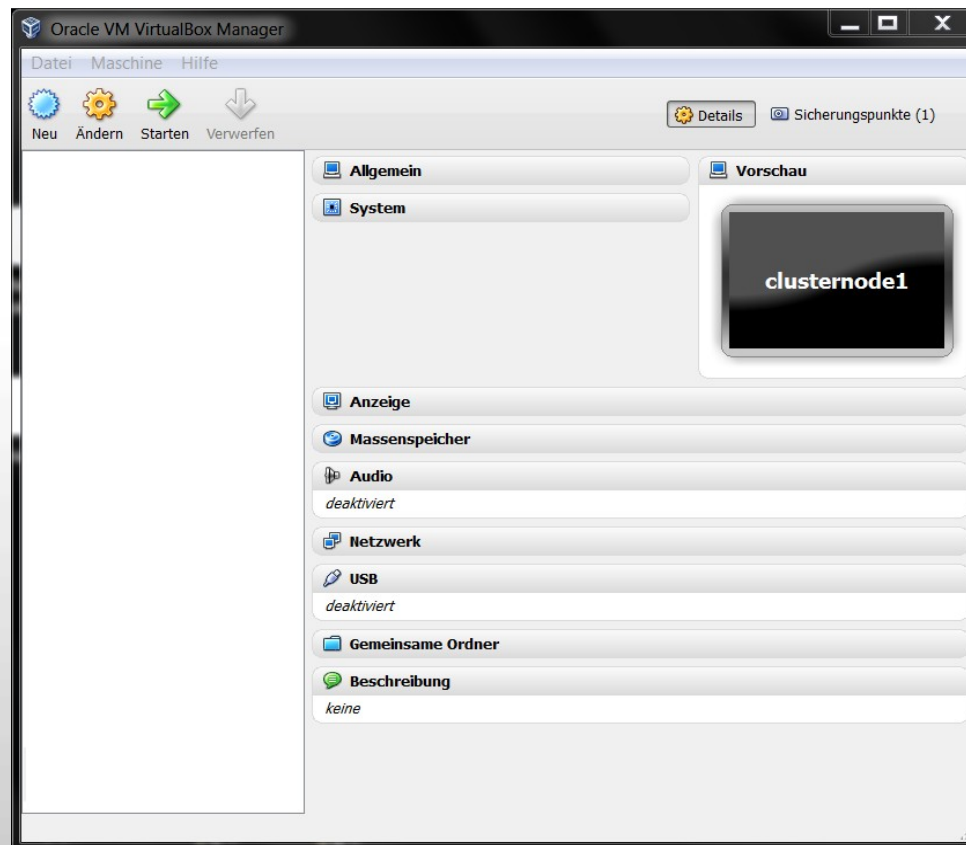 Oracle VM VirtualBox Manager
Datei Maschine Hilfe
Neu Ändern Starten Verwerfen
Details Sicherungspunkte (1)
Allgemein
Vorschau
System
clusternode1
Anzeige
Massenspeicher
Audio
deaktiviert
Netzwerk
USB
deaktiviert
Gemeinsame Ordner
Beschreibung
keine